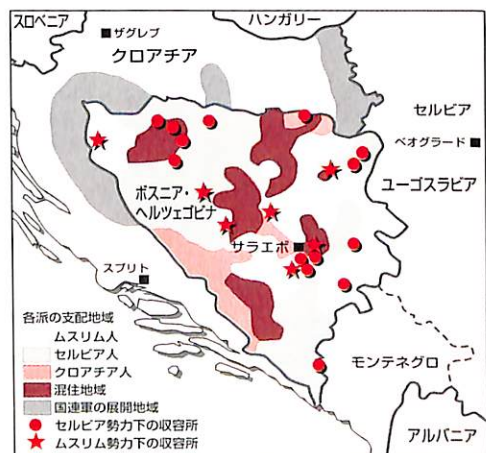 スロベニア
ハンガリー
ザグレブ
クロアチア
セルビア
ベオグラード
ユーゴスラビア
ボスニア・
ヘルツェゴビナ
サラエボ
スプリト
モンテネグロ
アルバニア
各派の支配地域
ムスリム人
セルビア人
クロアチア人
混住地域
国連軍の展開地域
セルビア勢力下の収容所
ムスリム勢力下の収容所